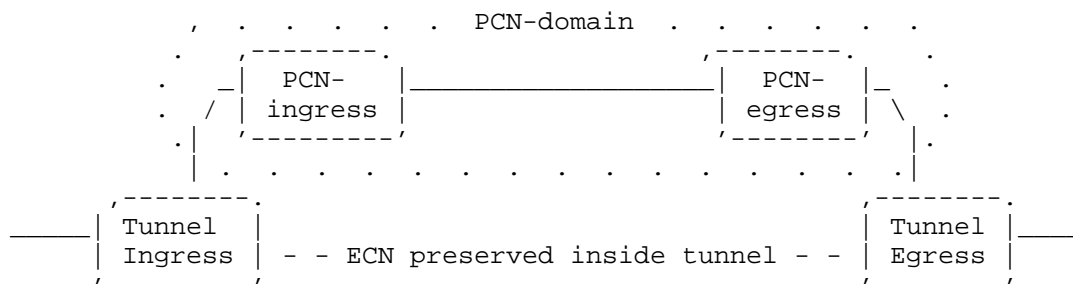 PCN-domain
PCN- PCN-
ingress egress
Tunnel Tunnel
Ingress - - ECN preserved inside tunnel - - Egress